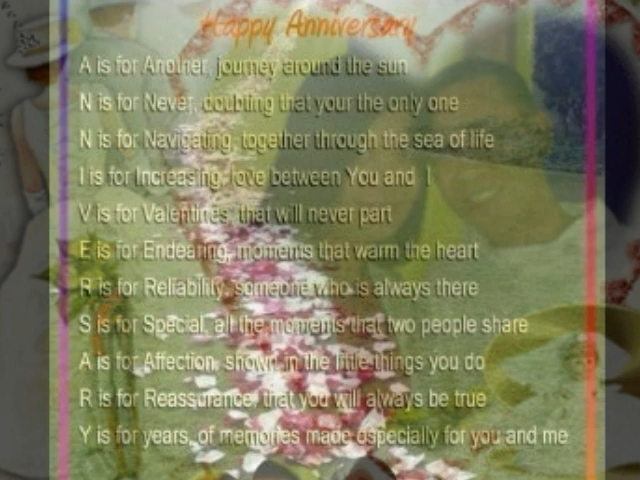 Happy Anniversary
A is for Another, journey around the sun
N is for Never, doubting that your the only one
N is for Navigating, together through the sea of life
I is for Increasing, love between You and I
V is for Valentines, that will never part
E is for Endearing, moments that warm the heart
R is for Reliability, someone who is always there
S is for Special, all the moments that two people share
A is for Affection, shown in the little things you do
R is for Reassurance, that you will always be true
Y is for years, of memories made especially for you and me